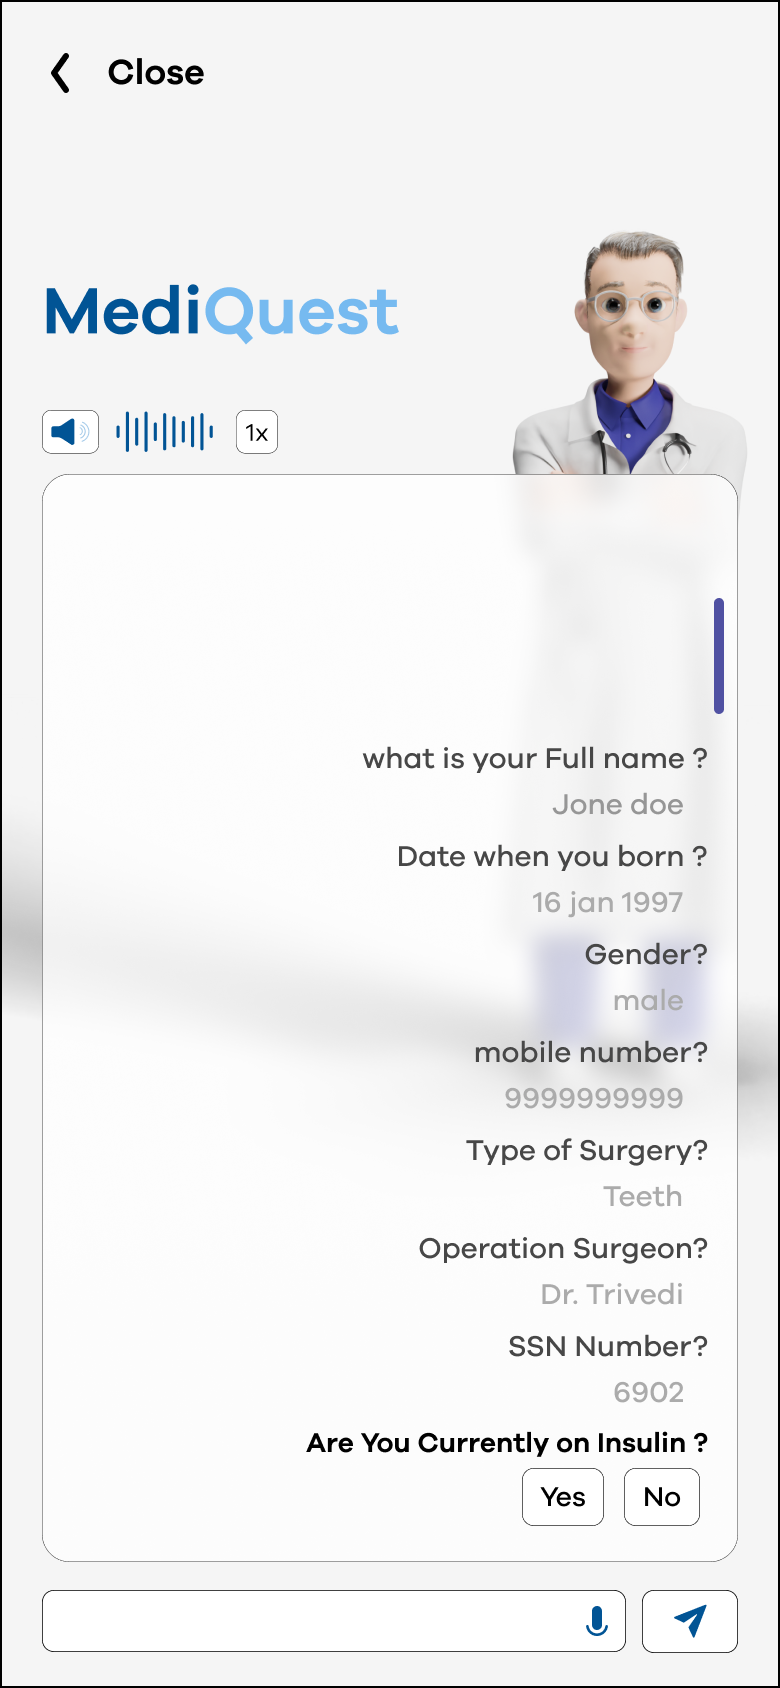 Close
MediQuest
1x
what is your Full name ?
Jone doe
Date when you born ?
16 jan 1997
Gender?
male
mobile number?
9999999999
Type of Surgery?
Teeth
Operation Surgeon?
Dr. Trivedi
SSN Number?
6902
Are You Currently on Insulin ?
Yes No